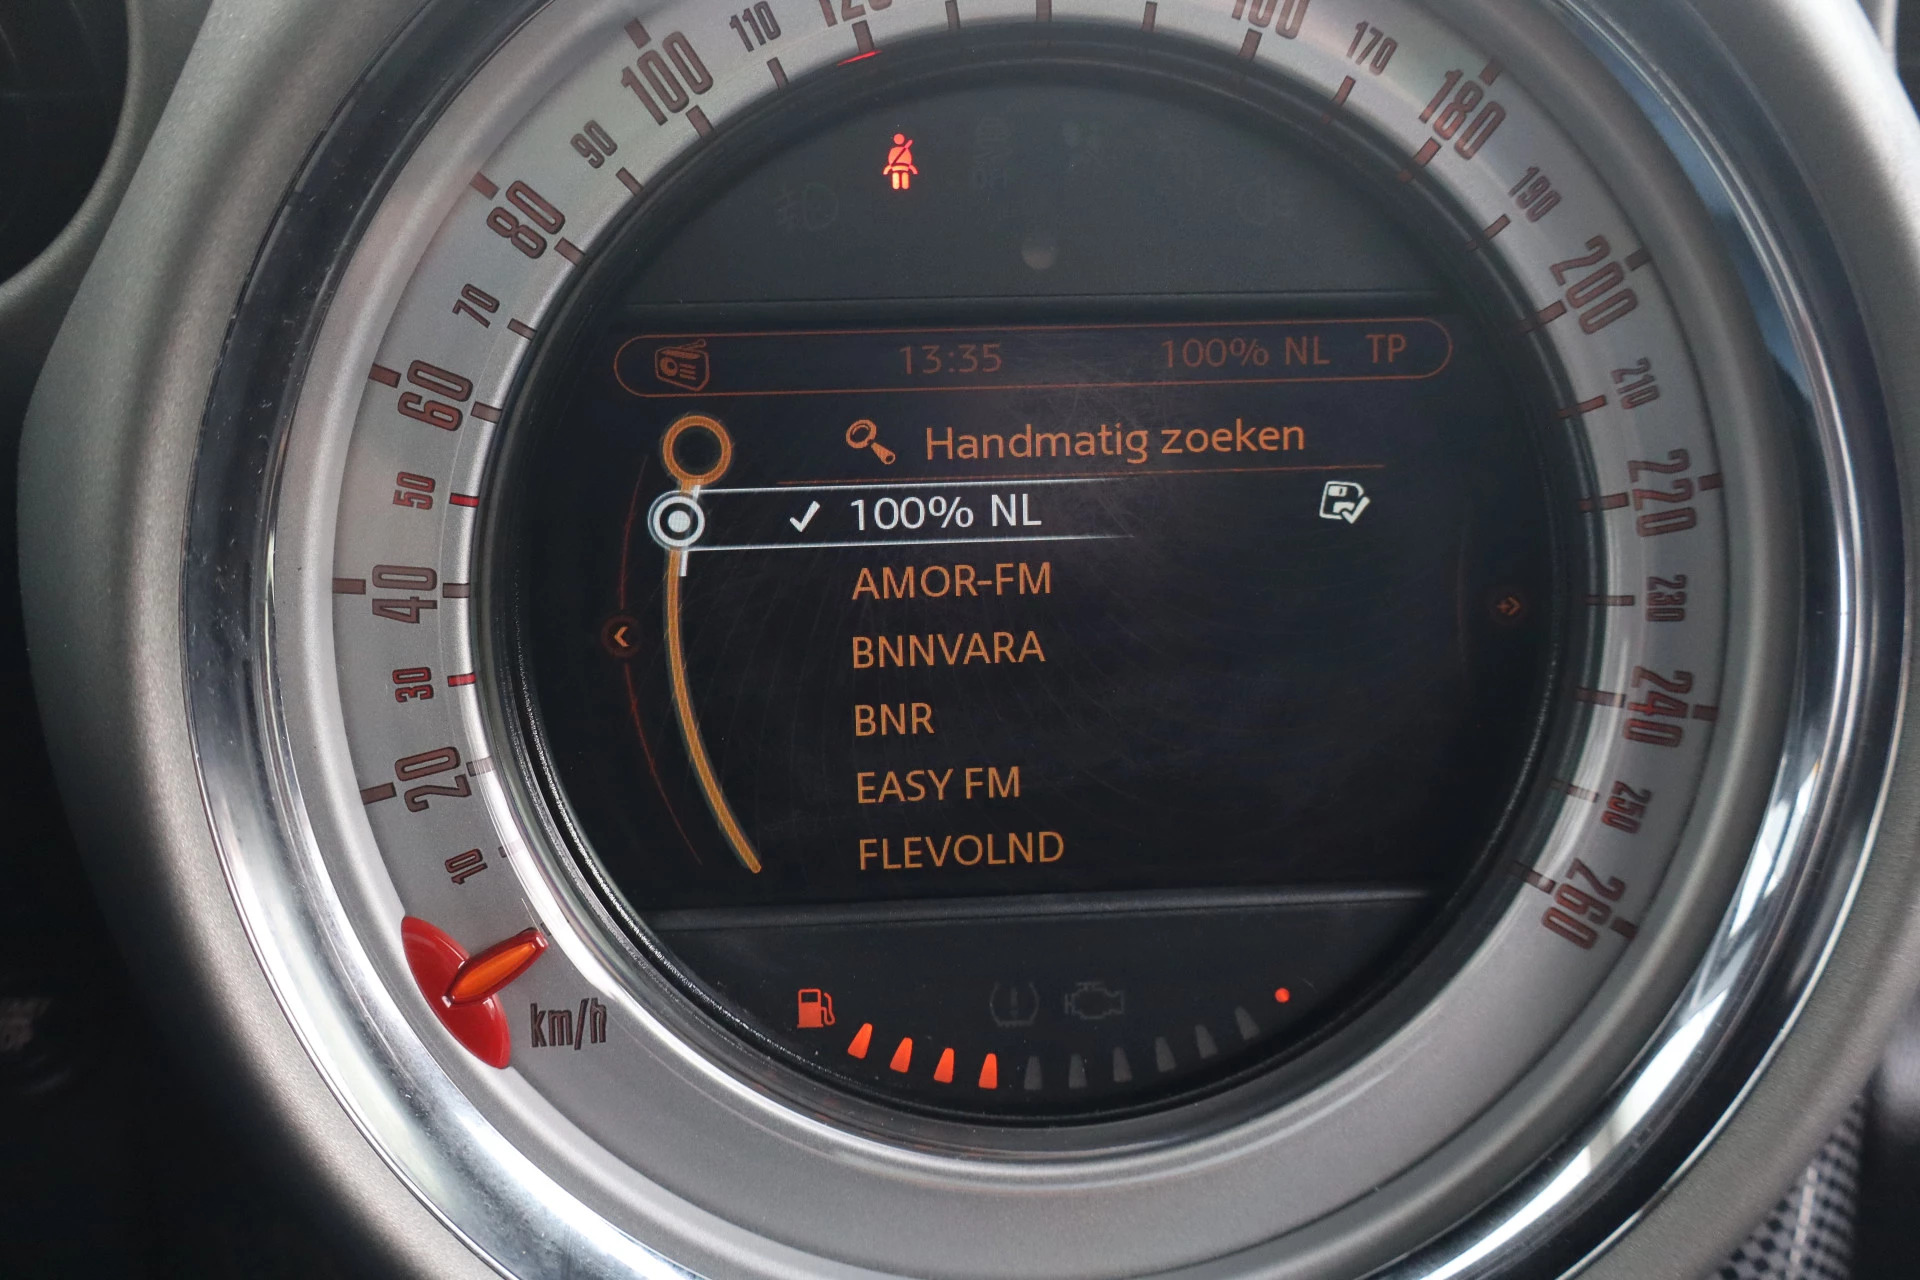 10
20
30
40
50
60
70
80
90
100
110
120
170
180
190
200
210
220
230
240
250
260
km/h
OFF
13:35 100% NL TP
Handmatig zoeken
100% NL
AMOR-FM
BNNVARA
BNR
EASY FM
FLEVOLND